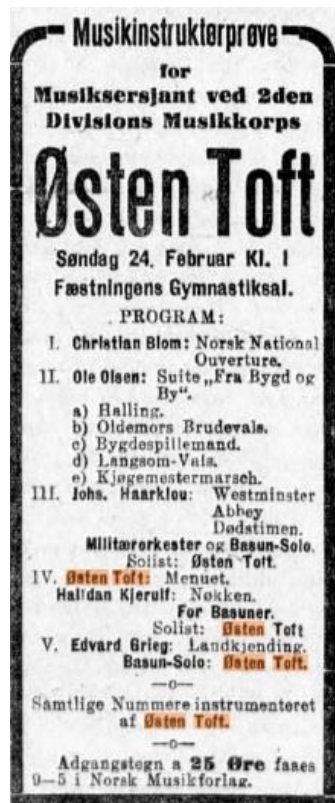 Musikinstruktørprøve
for
Musiksersjant ved 2den
Divisions Musikkorps
Østen Toft
Søndag 24. Februar Kl. 1
Fæstningens Gymnastiksal.
PROGRAM:
I. Christian Blom: Norsk National
Ouverture.
II. Ole Olsen: Suite „Fra Bygd og
By“.
a) Halling.
b) Oldemors Brudevals.
c) Bygdespillemand.
d) Langsom-Vals.
e) Kjøgemestermarsch.
III. Johs. Haarklou: Westminster
Abbey
Dødstimen.
Militærorkester og Basun-Solo.
Solist: Østen Toft.
IV. Østen Toft: Menuet.
Halfdan Kjerulf: Nøkken.
For Basuner.
Solist: Østen Toft
V. Edvard Grieg: Landkjending.
Basun-Solo: Østen Toft.
—o—
Samtlige Nummere instrumenteret
af Østen Toft.
—o—
Adgangstegn a 25 Øre faaes
9—5 i Norsk Musikforlag.